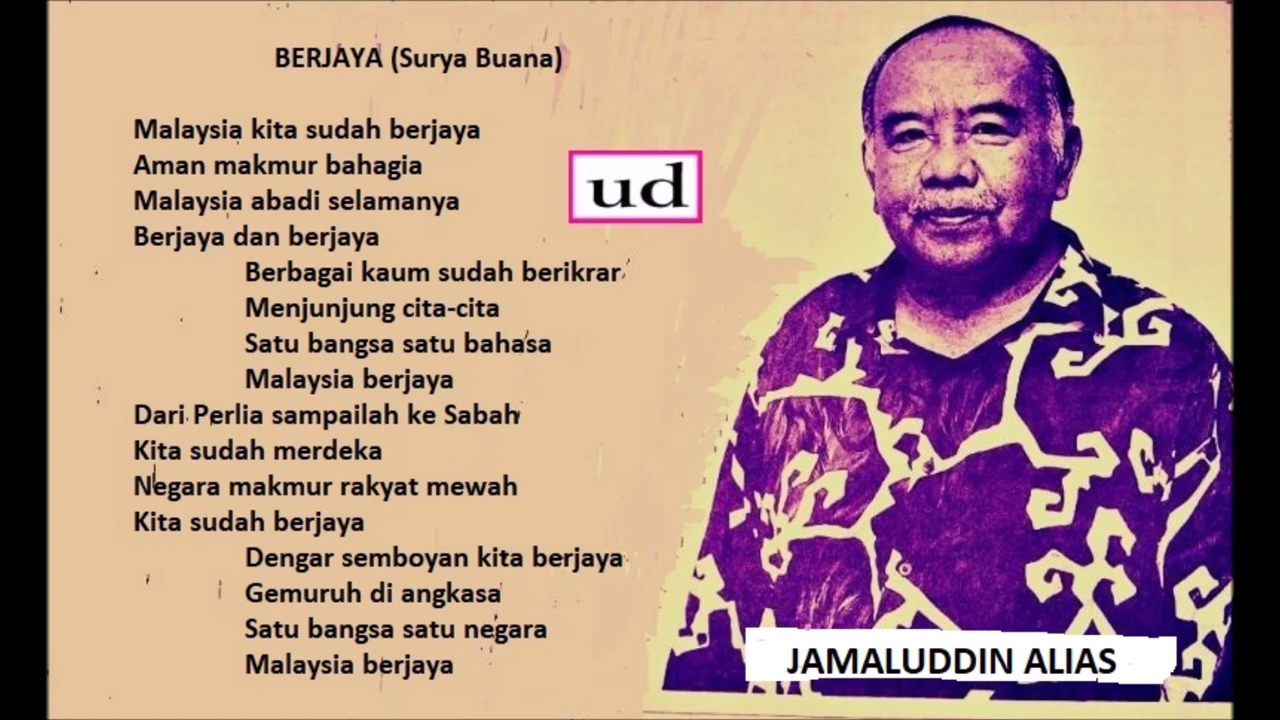 BERJAYA (Surya Buana)
Malaysia kita sudah berjaya
Aman makmur bahagia
Malaysia abadi selamanya
Berjaya dan berjaya
Berbagai kaum sudah berikrar
Menjunjung cita-cita
Satu bangsa satu bahasa
Malaysia berjaya
Dari Perlia sampailah ke Sabah
Kita sudah merdeka
Negara makmur rakyat mewah
Kita sudah berjaya
Dengar semboyan kita berjaya
Gemuruh di angkasa
Satu bangsa satu negara
Malaysia berjaya
ud
JAMALUDDIN ALIAS